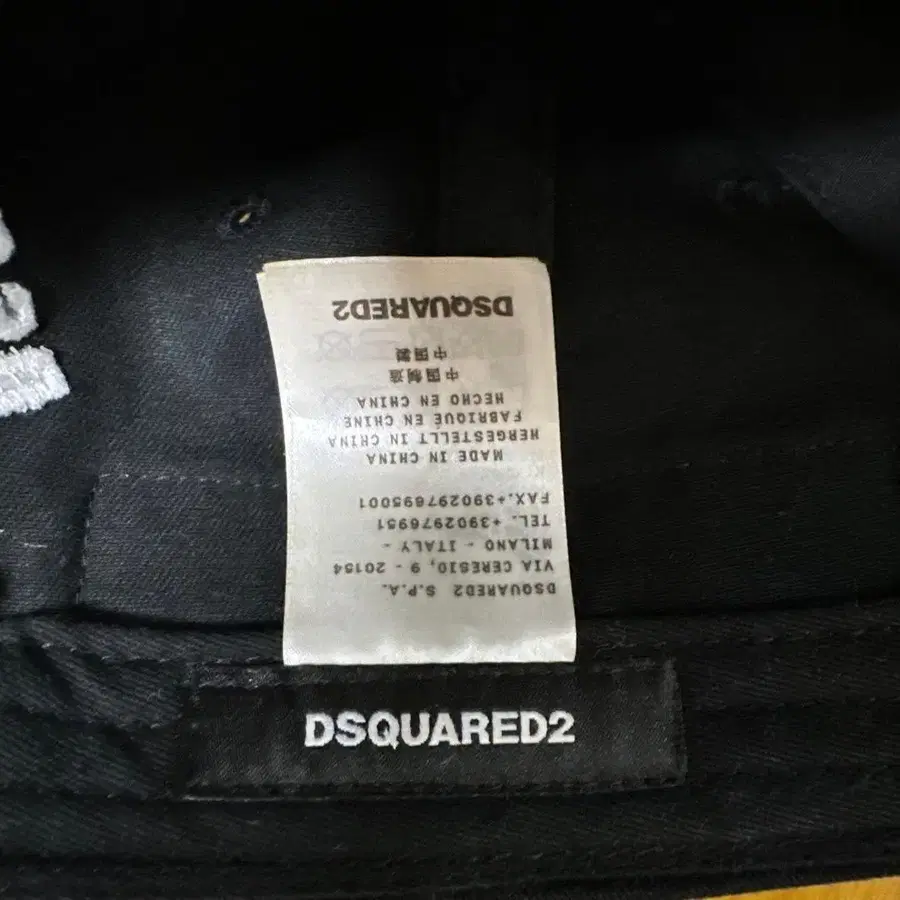 DSQUARED2 S.P.A.
VIA CERESIO, 9 - 20154
MILANO - ITALY -
TEL. +3902976951
FAX.+390297695001
MADE IN CHINA
HERGESTELLT IN CHINA
FABRIQUÉ EN CHINE
HECHO EN CHINA
中国制造
中国製
DSQUARED2
DSQUARED2